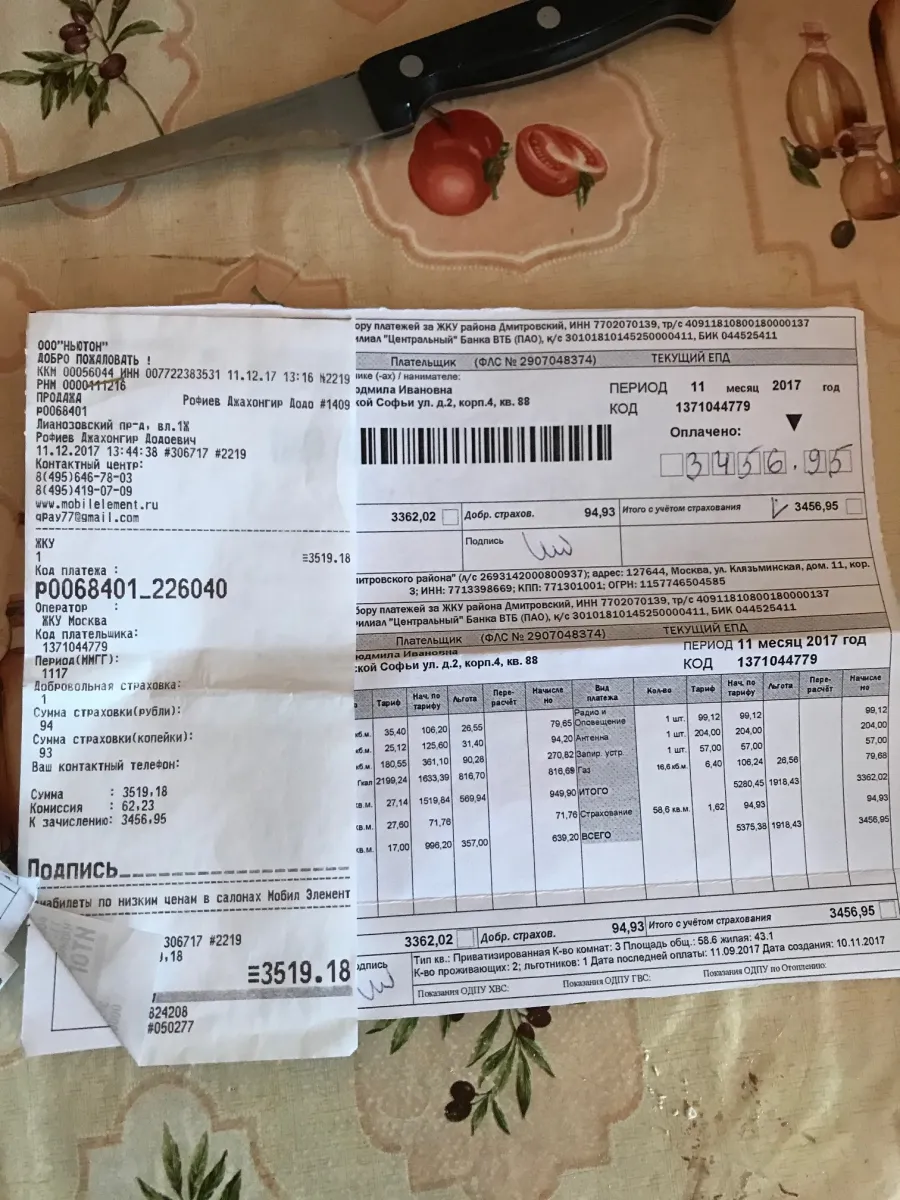 ООО"НЬЮТОН"
ДОБРО ПОЖАЛОВАТЬ !
ККМ 00056044 ИНН 007722383531 11.12.17 13:16 №2219
РНМ 0000411216
ПРОДАЖА Рофиев Джахонгир Додо #1409
P0068401
Лианозовский пр-д, вл.1Ж
Рофиев Джахонгир Додоевич
11.12.2017 13:44:38 #306717 #2219
Контактный центр:
8(495)646-78-03
8(495)419-07-09
www.mobilelement.ru
qPay77@gmail.com
ЖКУ
1 ≡3519.18
Код платежа :
P0068401_226040
Оператор :
ЖКУ Москва
Код плательщика:
1371044779
Период(ММГГ):
1117
Добровольная страховка:
1
Сумма страховки(рубли):
94
Сумма страховки(копейки):
93
Ваш контактный телефон:
Сумма : 3519,18
Комиссия : 62,23
К зачислению: 3456,95
Подпись
иабилеты по низким ценам в салонах Мобил Элемент
306717 #2219
,18
≡3519.18
824208
#050277
ору платежей за ЖКУ района Дмитровский, ИНН 7702070139, тр/с 40911810800180000137
илиал "Центральный" Банка ВТБ (ПАО), к/с 30101810145250000411, БИК 044525411
Плательщик (ФЛС № 2907048374) ТЕКУЩИЙ ЕПД
нике (-ах) / нанимателе:
юдмила Ивановна
кой Софьи ул. д.2, корп.4, кв. 88
ПЕРИОД 11 месяц 2017 год
КОД 1371044779
Оплачено:
3456.95
3362,02 Добр. страхов. 94,93 Итого с учётом страхования 3456,95
Подпись
митровского района" (л/с 2693142000800937); адрес: 127644, Москва, ул. Клязьминская, дом. 11, кор.
3; ИНН: 7713398669; КПП: 771301001; ОГРН: 1157746504585
бору платежей за ЖКУ района Дмитровский, ИНН 7702070139, тр/с 40911810800180000137
илиал "Центральный" Банка ВТБ (ПАО), к/с 30101810145250000411, БИК 044525411
Плательщик (ФЛС № 2907048374) ТЕКУЩИЙ ЕПД
юдмила Ивановна
ской Софьи ул. д.2, корп.4, кв. 88
ПЕРИОД 11 месяц 2017 год
КОД 1371044779
Тариф Нач. по тарифу Льгота Пере-расчёт Начислено Вид платежа Кол-во Тариф Нач. по тарифу Льгота Пере-расчёт Начислено
б.м. 35,40 106,20 26,55 79,65 Радио и Оповещение 1 шт. 99,12 99,12 99,12
б.м. 25,12 125,60 31,40 94,20 Антенна 1 шт. 204,00 204,00 204,00
б.м. 180,55 361,10 90,28 270,82 Запир. устр. 1 шт. 57,00 57,00 57,00
Гкал 2199,24 1633,39 816,70 816,69 Газ 16,6 кб.м. 6,40 106,24 26,56 79,68
кв.м. 27,14 1519,84 569,94 949,90 ИТОГО 5280,45 1918,43 3362,02
кв.м. 27,60 71,76 71,76 Страхование 58,6 кв.м. 1,62 94,93 94,93
кв.м. 17,00 996,20 357,00 639,20 ВСЕГО 5375,38 1918,43 3456,95
3362,02 Добр. страхов. 94,93 Итого с учётом страхования 3456,95
одпись
Тип кв.: Приватизированная К-во комнат: 3 Площадь общ.: 58.6 жилая: 43.1
К-во проживающих: 2; льготников: 1 Дата последней оплаты: 11.09.2017 Дата создания: 10.11.2017
Показания ОДПУ ХВС: Показания ОДПУ ГВС: Показания ОДПУ по Отоплению: